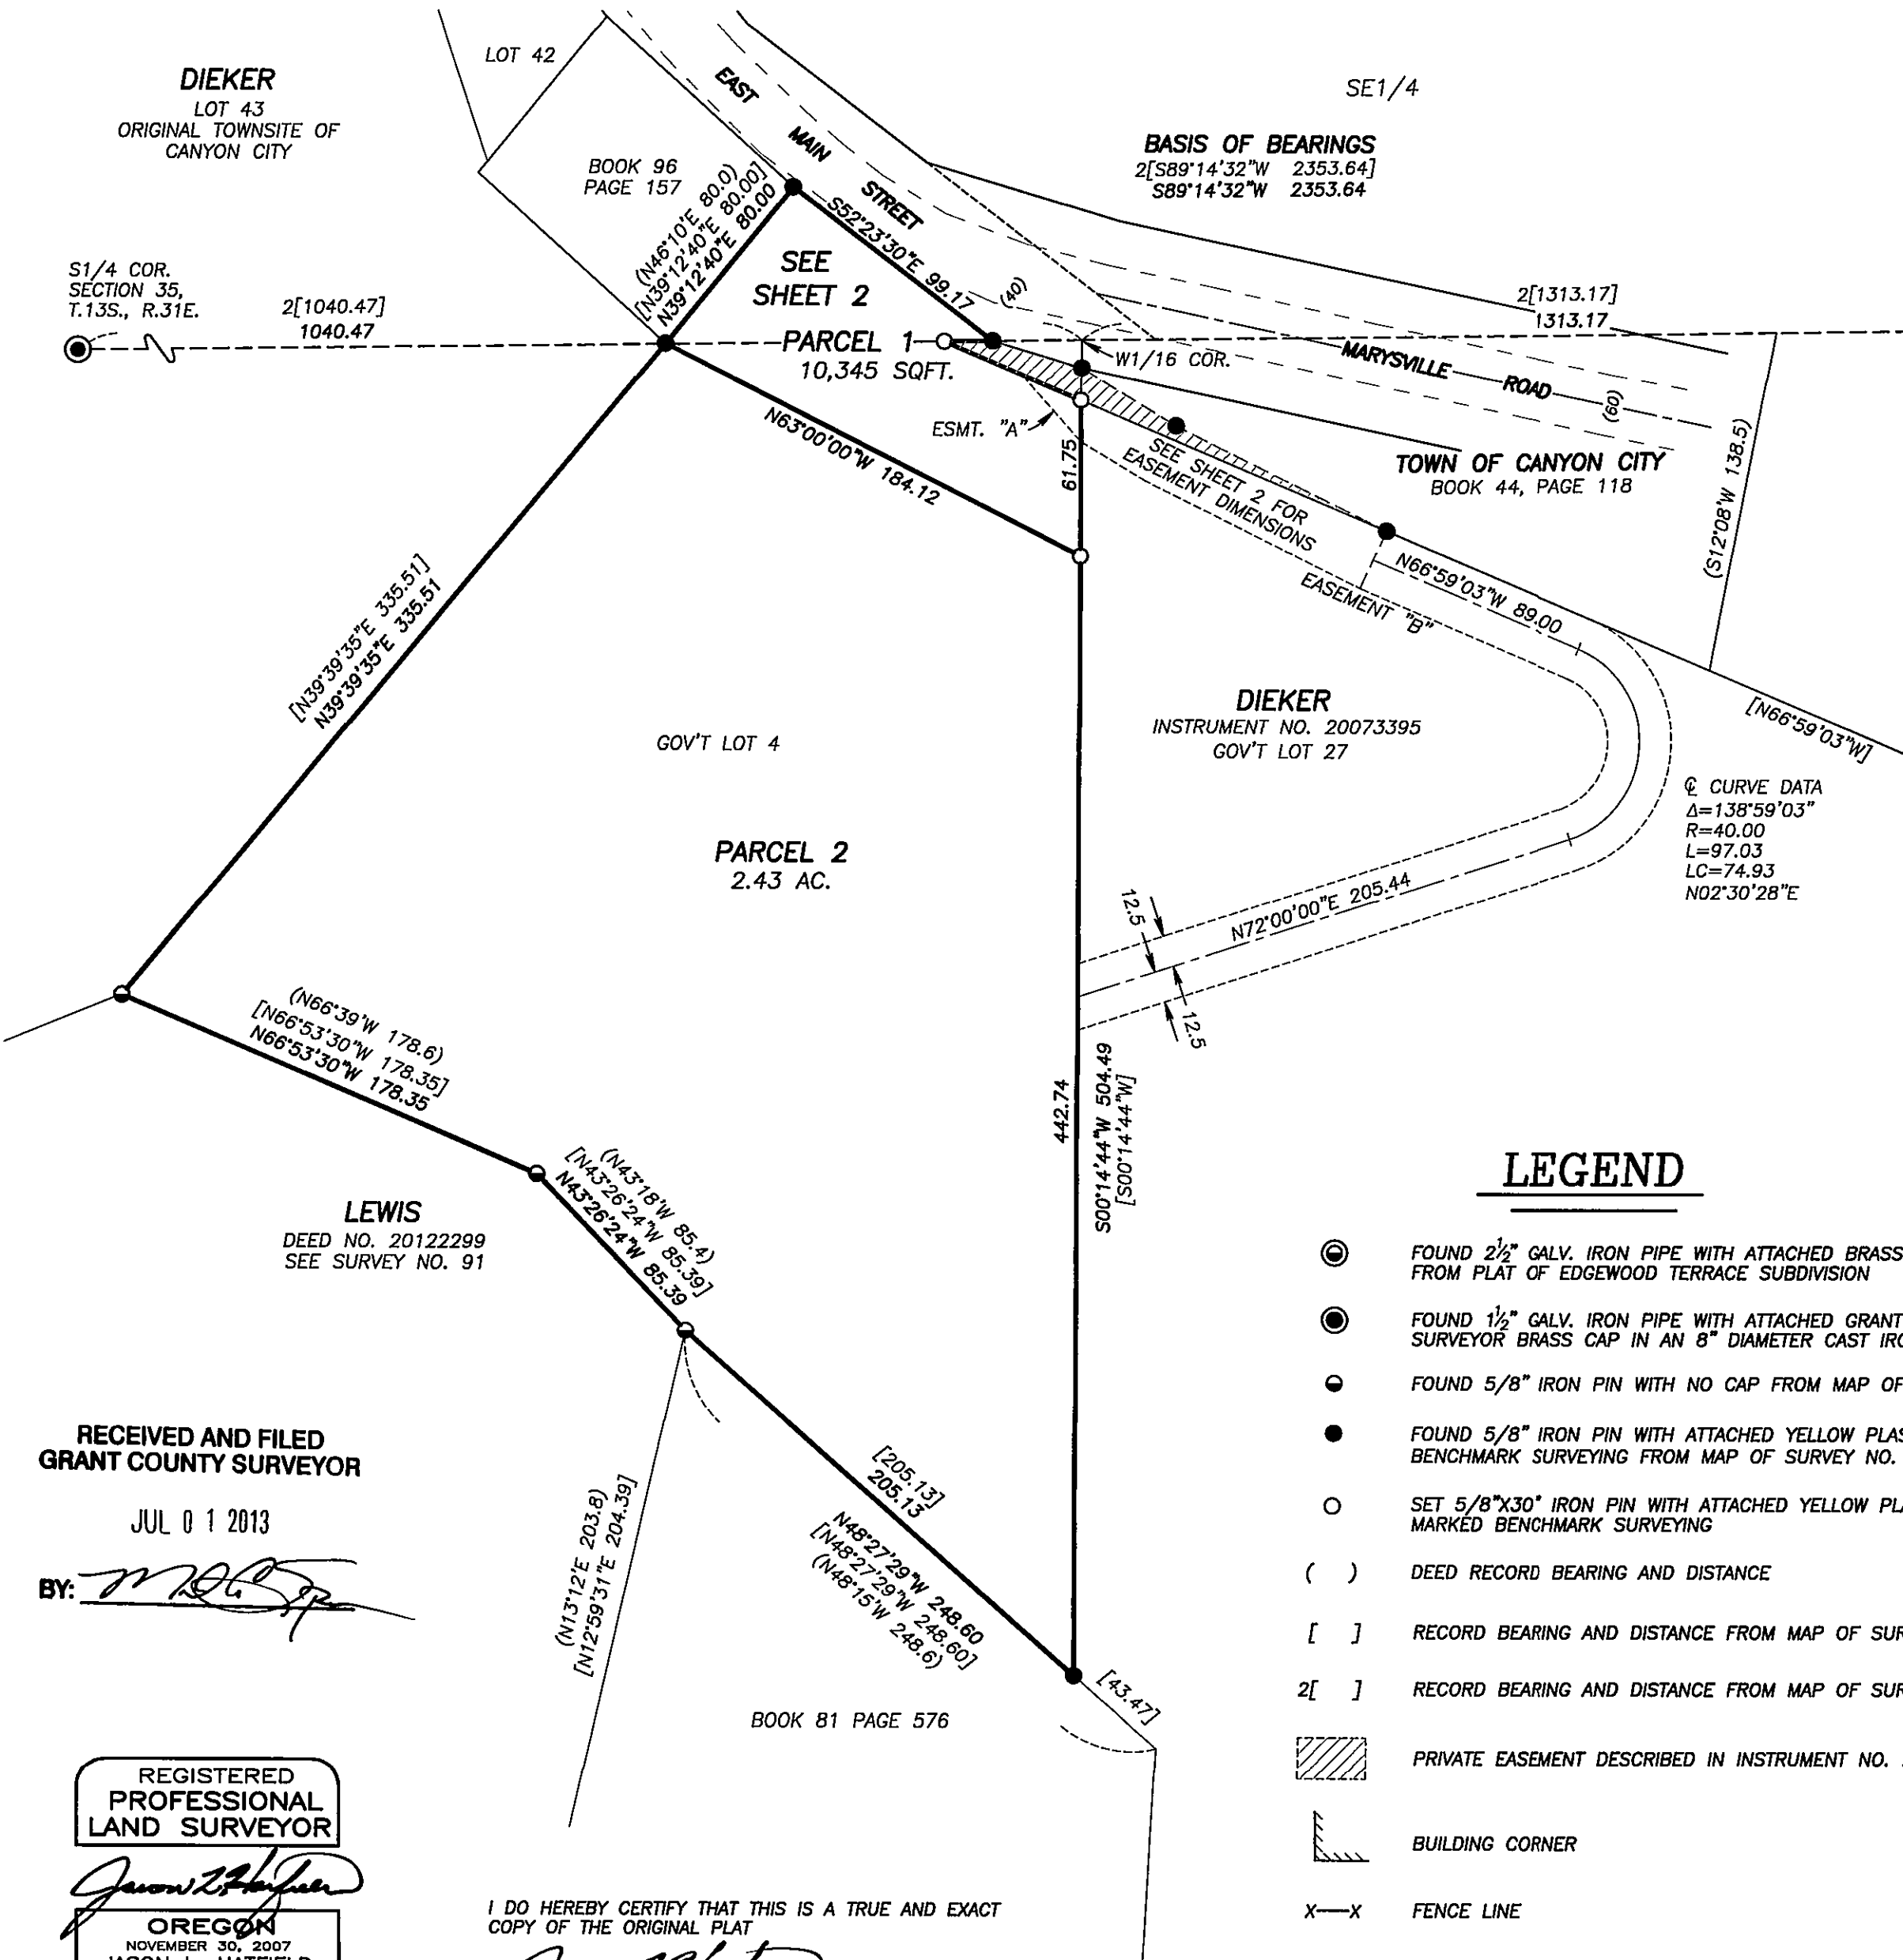 DIEKER
LOT 43
ORIGINAL TOWNSITE OF
CANYON CITY
LOT 42
BOOK 96
PAGE 157
EAST MAIN STREET
SE1/4
BASIS OF BEARINGS
2[S89°14'32"W 2353.64]
S89°14'32"W 2353.64
S1/4 COR.
SECTION 35,
T.13S., R.31E.
2[1040.47]
1040.47
(N46°10'E 80.0)
[N39°12'40"E 80.00]
N39°12'40"E 80.00
S52°23'30"E 99.17
(40)
SEE
SHEET 2
PARCEL 1
10,345 SQFT.
2[1313.17]
1313.17
W1/16 COR.
MARYSVILLE ROAD
(60)
ESMT. "A"
N63°00'00"W 184.12
61.75
SEE SHEET 2 FOR
EASEMENT DIMENSIONS
TOWN OF CANYON CITY
BOOK 44, PAGE 118
(S12°08'W 138.5)
EASEMENT "B"
N66°59'03"W 89.00
[N66°59'03"W]
[N39°39'35"E 335.51]
N39°39'35"E 335.51
GOV'T LOT 4
DIEKER
INSTRUMENT NO. 20073395
GOV'T LOT 27
℄ CURVE DATA
Δ=138°59'03"
R=40.00
L=97.03
LC=74.93
N02°30'28"E
PARCEL 2
2.43 AC.
12.5
N72°00'00"E 205.44
12.5
(N66°39'W 178.6)
[N66°53'30"W 178.35]
N66°53'30"W 178.35
442.74
S00°14'44"W 504.49
[S00°14'44"W]
(N43°18'W 85.4)
[N43°26'24"W 85.39]
N43°26'24"W 85.39
LEWIS
DEED NO. 20122299
SEE SURVEY NO. 91
[205.13]
205.13
N48°27'29"W 248.60
[N48°27'29"W 248.60]
(N48°15'W 248.6)
(N13°12'E 203.8)
[N12°59'31"E 204.39]
[43.47]
BOOK 81 PAGE 576
LEGEND
FOUND 2½" GALV. IRON PIPE WITH ATTACHED BRASS
FROM PLAT OF EDGEWOOD TERRACE SUBDIVISION
FOUND 1½" GALV. IRON PIPE WITH ATTACHED GRANT
SURVEYOR BRASS CAP IN AN 8" DIAMETER CAST IRO
FOUND 5/8" IRON PIN WITH NO CAP FROM MAP OF
FOUND 5/8" IRON PIN WITH ATTACHED YELLOW PLAS
BENCHMARK SURVEYING FROM MAP OF SURVEY NO.
SET 5/8"X30" IRON PIN WITH ATTACHED YELLOW PLA
MARKED BENCHMARK SURVEYING
( ) DEED RECORD BEARING AND DISTANCE
[ ] RECORD BEARING AND DISTANCE FROM MAP OF SUR
2[ ] RECORD BEARING AND DISTANCE FROM MAP OF SUR
PRIVATE EASEMENT DESCRIBED IN INSTRUMENT NO.
BUILDING CORNER
X—X FENCE LINE
RECEIVED AND FILED
GRANT COUNTY SURVEYOR
JUL 0 1 2013
BY:
REGISTERED
PROFESSIONAL
LAND SURVEYOR
OREGON
NOVEMBER 30, 2007
JASON L. HATFIELD
I DO HEREBY CERTIFY THAT THIS IS A TRUE AND EXACT
COPY OF THE ORIGINAL PLAT